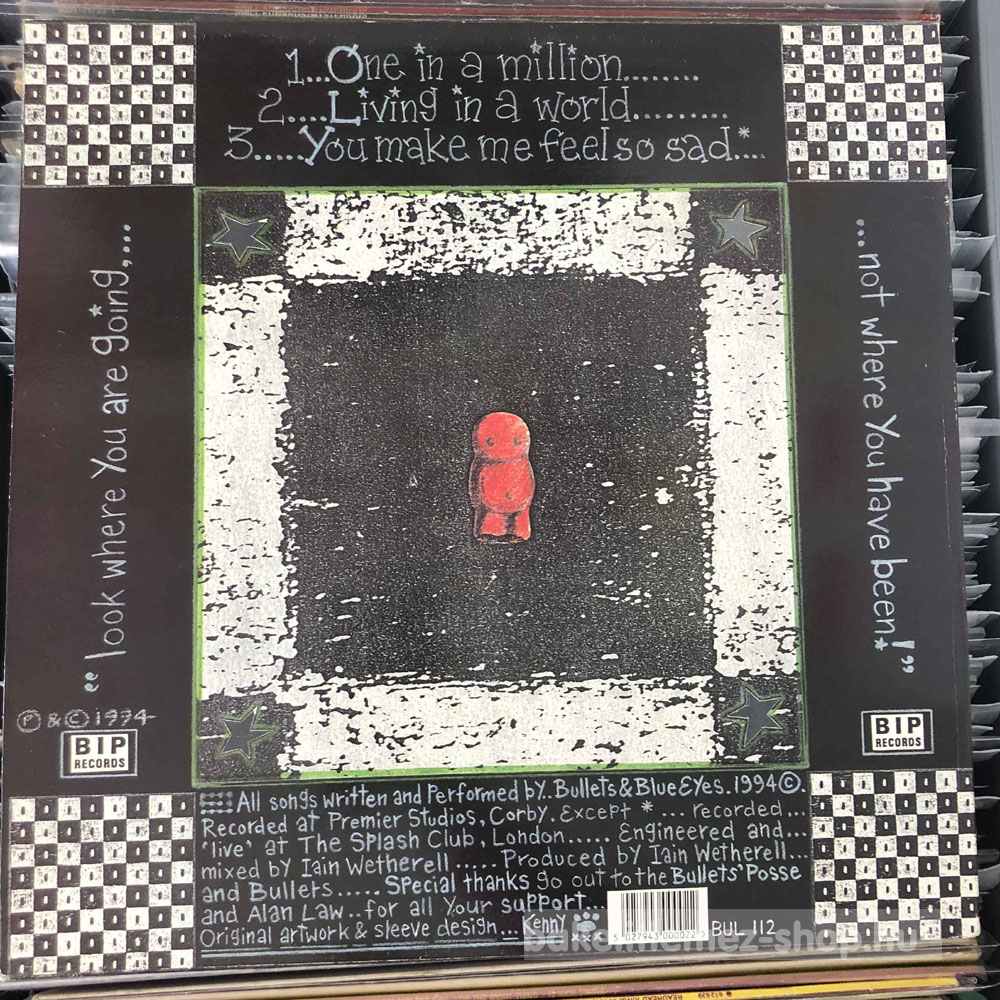 1...One in a million........
2....Living in a world.........
3.....You make me feel so sad.*...
“look where You are going,...
...not where You have been!”
℗ & © 1994
BIP
RECORDS
BIP
RECORDS
All songs written and Performed bY. Bullets & Blue EYes. 1994©.
Recorded at Premier Studios, CorbY. Except * ... recorded...
'live' at The Splash Club, London..... Engineered and...
mixed bY Iain Wetherell..... Produced bY Iain Wetherell...
and Bullets..... Special thanks go out to the Bullets' Posse
and Alan Law.. for all Your support...
Original artwork & sleeve design... KennY xxx
BUL 112